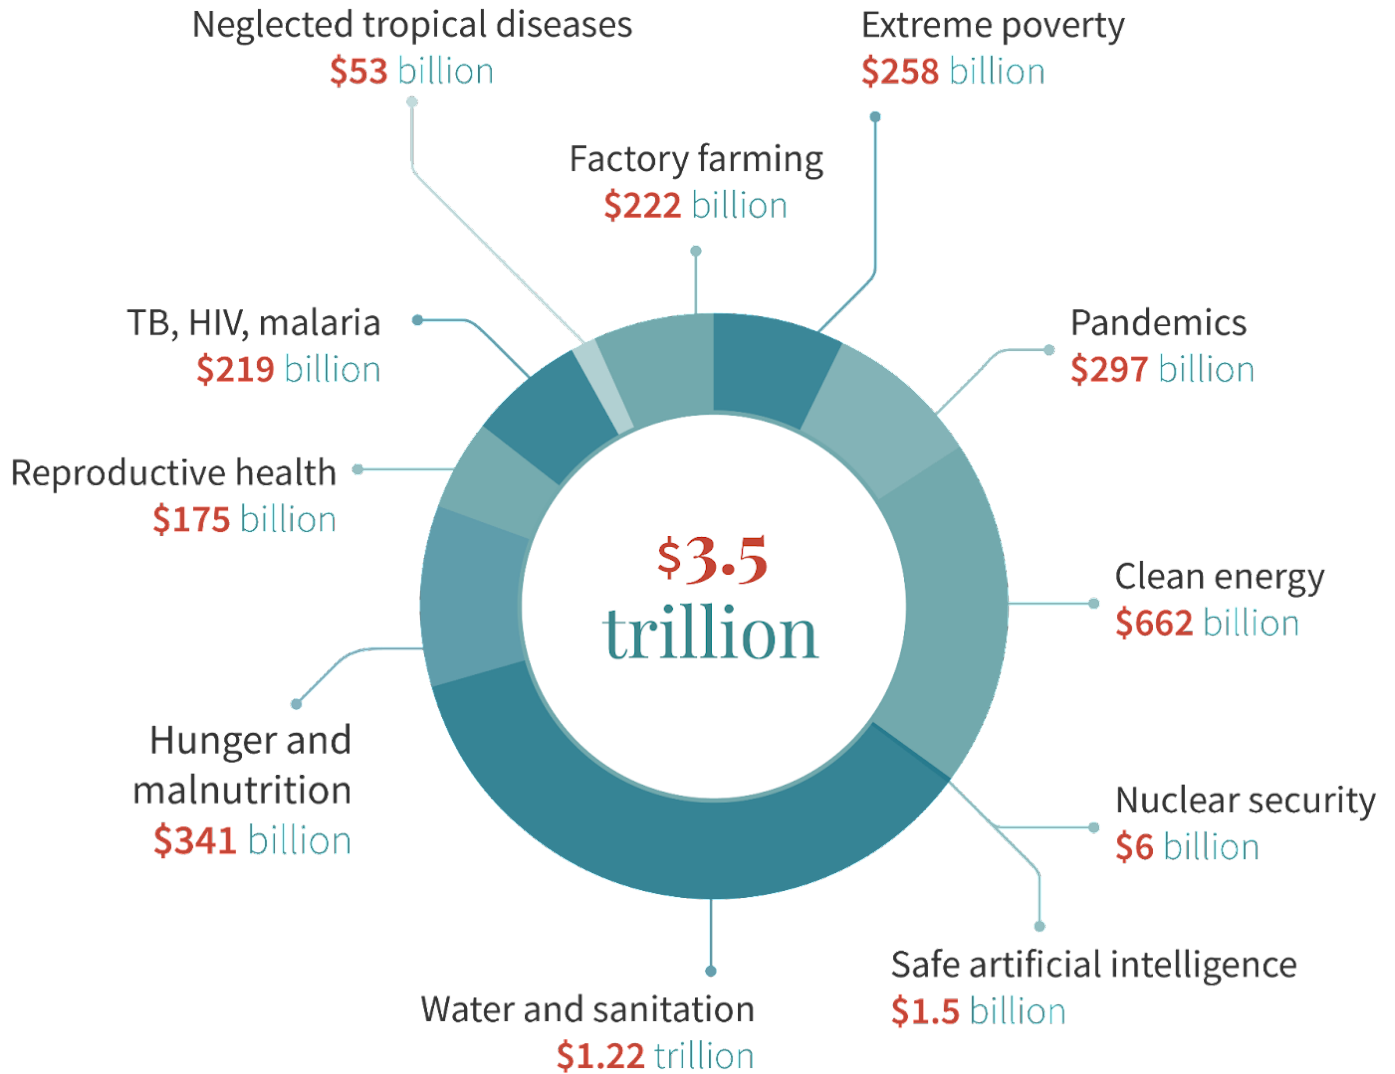 Neglected tropical diseases
$53 billion
Extreme poverty
$258 billion
Factory farming
$222 billion
TB, HIV, malaria
$219 billion
Pandemics
$297 billion
Reproductive health
$175 billion
$3.5
trillion
Clean energy
$662 billion
Hunger and
malnutrition
$341 billion
Nuclear security
$6 billion
Safe artificial intelligence
$1.5 billion
Water and sanitation
$1.22 trillion